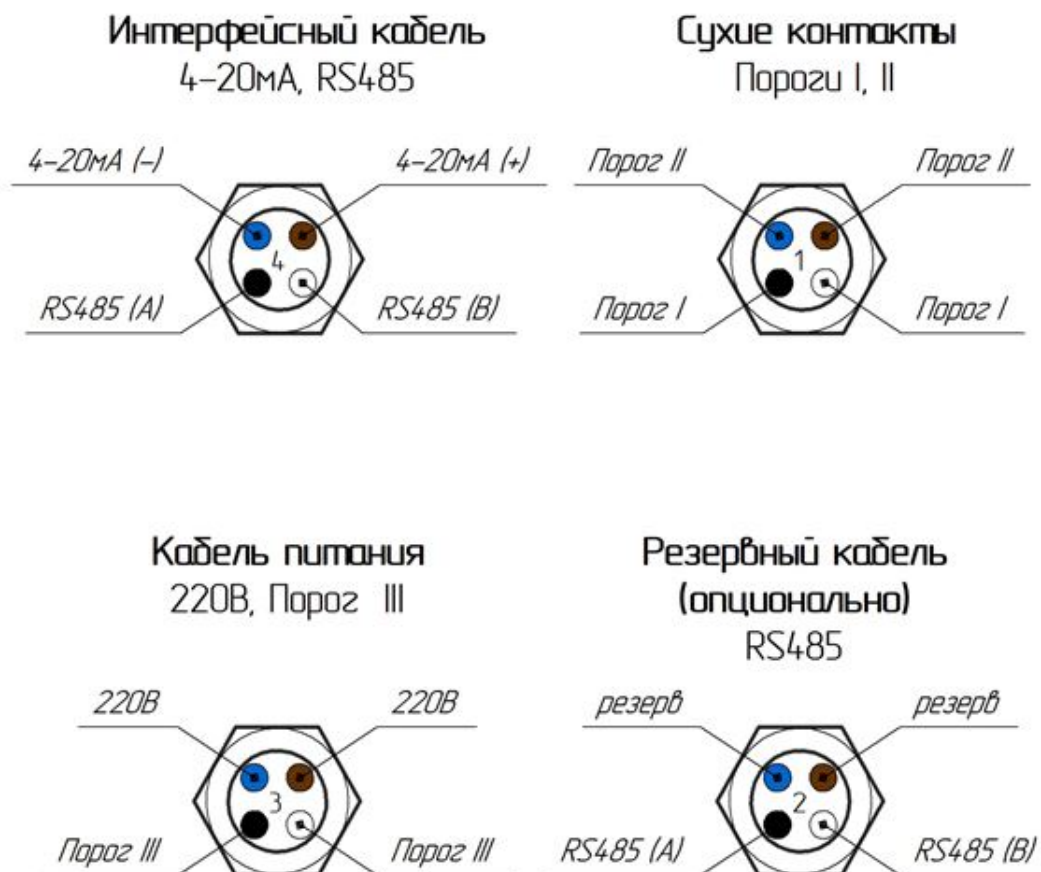 Интерфейсный кабель
4-20мА, RS485
4-20мА (-)
4-20мА (+)
4
RS485 (A)
RS485 (B)
Сухие контакты
Пороги I, II
Порог II
Порог II
1
Порог I
Порог I
Кабель питания
220В, Порог III
220В
220В
3
Порог III
Порог III
Резервный кабель
(опционально)
RS485
резерв
резерв
2
RS485 (A)
RS485 (B)